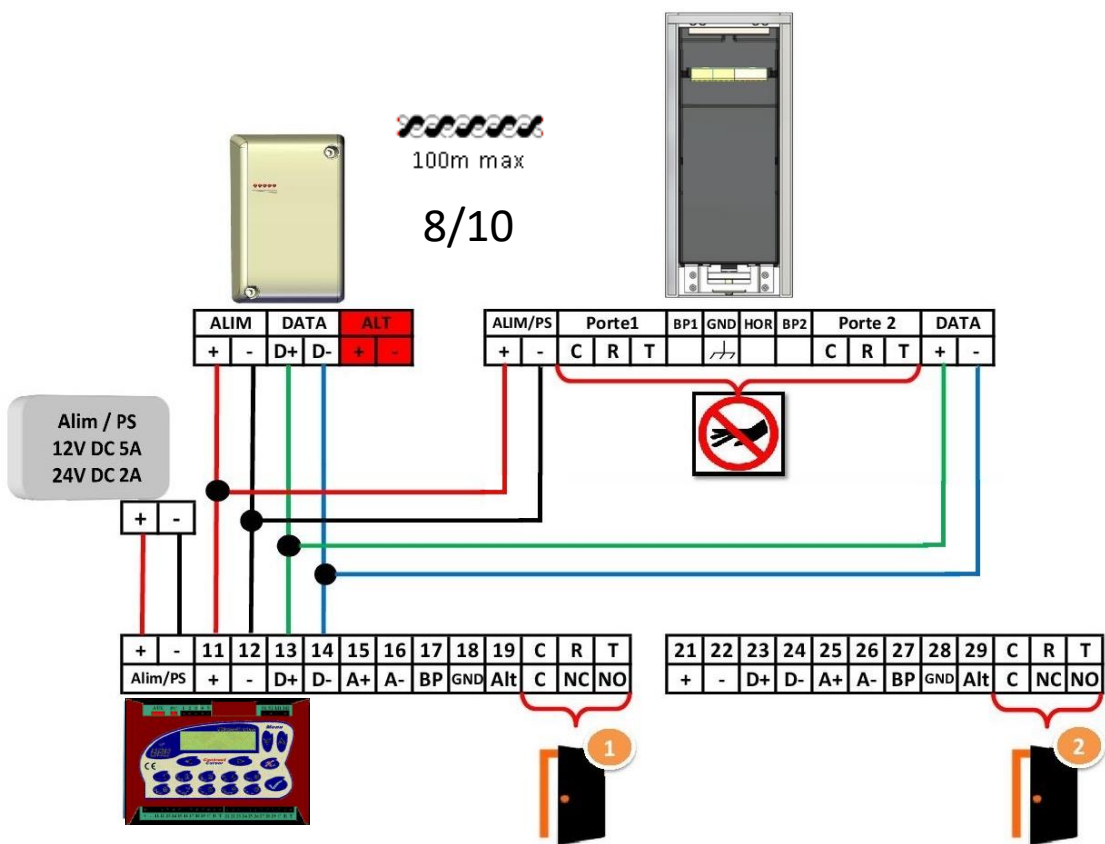 100m max
8/10
ALIM DATA ALT
+ - D+ D- + -
ALIM/PS Porte1 BP1 GND HOR BP2 Porte 2 DATA
+ - C R T C R T + -
Alim / PS
12V DC 5A
24V DC 2A
+ -
+ - 11 12 13 14 15 16 17 18 19 C R T
Alim/PS + - D+ D- A+ A- BP GND Alt C NC NO
21 22 23 24 25 26 27 28 29 C R T
+ - D+ D- A+ A- BP GND Alt C NC NO
1
2
Menu
CE